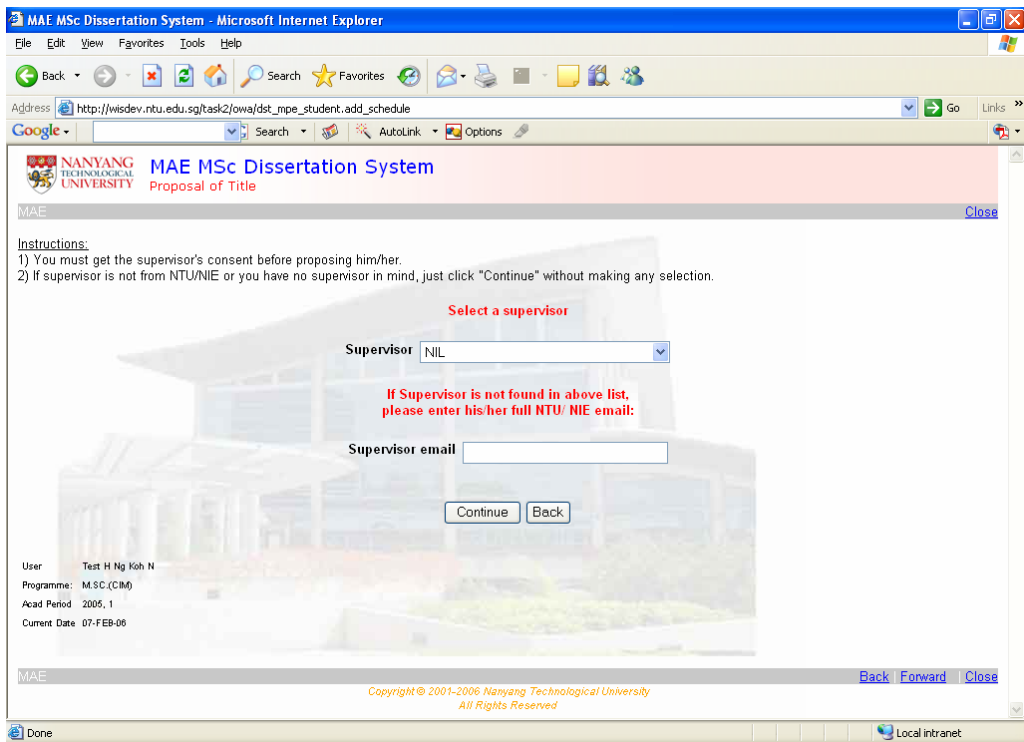 MAE MSc Dissertation System - Microsoft Internet Explorer
File Edit View Favorites Tools Help
Back Search Favorites
Address http://wisdev.ntu.edu.sg/task2/owa/dst_mpe_student.add_schedule Go Links »
Google Search AutoLink Options
NANYANG TECHNOLOGICAL UNIVERSITY
MAE MSc Dissertation System
Proposal of Title
MAE Close
Instructions:
1) You must get the supervisor's consent before proposing him/her.
2) If supervisor is not from NTU/NIE or you have no supervisor in mind, just click "Continue" without making any selection.
Select a supervisor
Supervisor NIL
If Supervisor is not found in above list,
please enter his/her full NTU/ NIE email:
Supervisor email
Continue Back
User Test H Ng Koh N
Programme: M.SC.(CIM)
Acad Period 2005, 1
Current Date 07-FEB-06
MAE Back | Forward | Close
Copyright © 2001-2006 Nanyang Technological University
All Rights Reserved
Done Local intranet